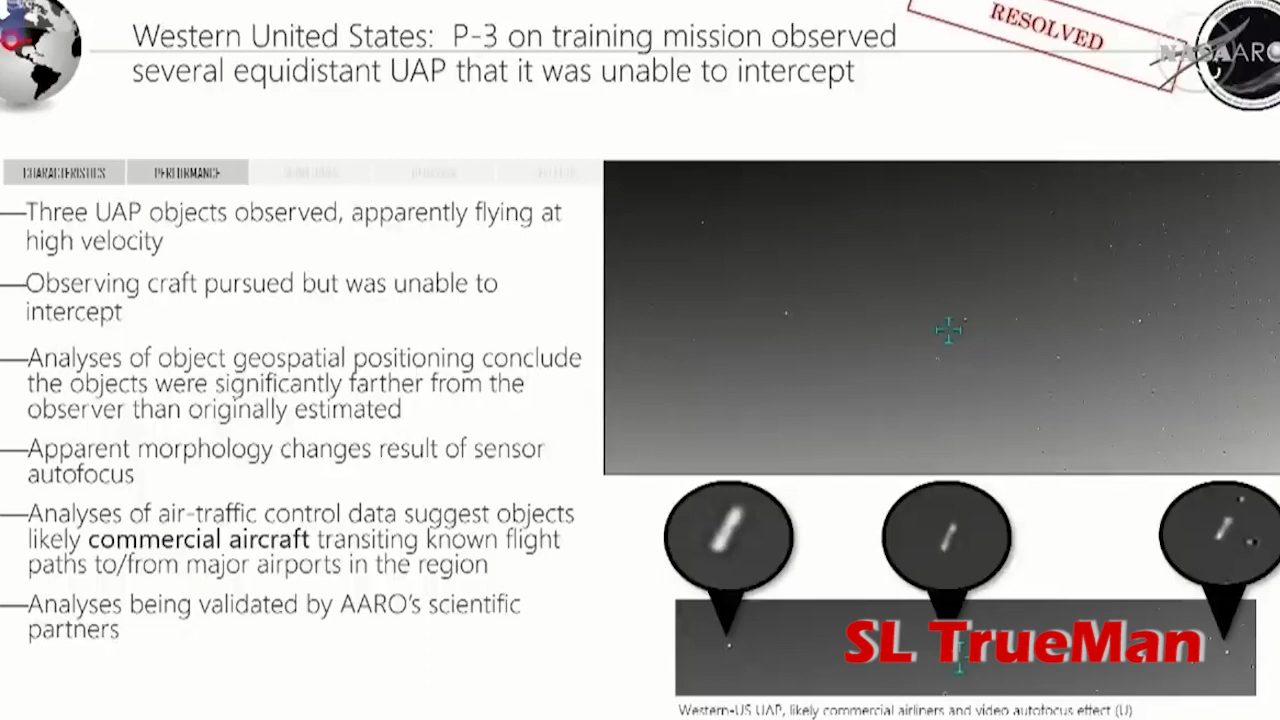 Western United States: P-3 on training mission observed
several equidistant UAP that it was unable to intercept
RESOLVED
NASA
AARO
CHARACTERISTICS PERFORMANCE
—Three UAP objects observed, apparently flying at
high velocity
—Observing craft pursued but was unable to
intercept
—Analyses of object geospatial positioning conclude
the objects were significantly farther from the
observer than originally estimated
—Apparent morphology changes result of sensor
autofocus
—Analyses of air-traffic control data suggest objects
likely commercial aircraft transiting known flight
paths to/from major airports in the region
—Analyses being validated by AARO's scientific
partners
SL TrueMan
Western-US UAP, likely commercial airliners and video autofocus effect (U)